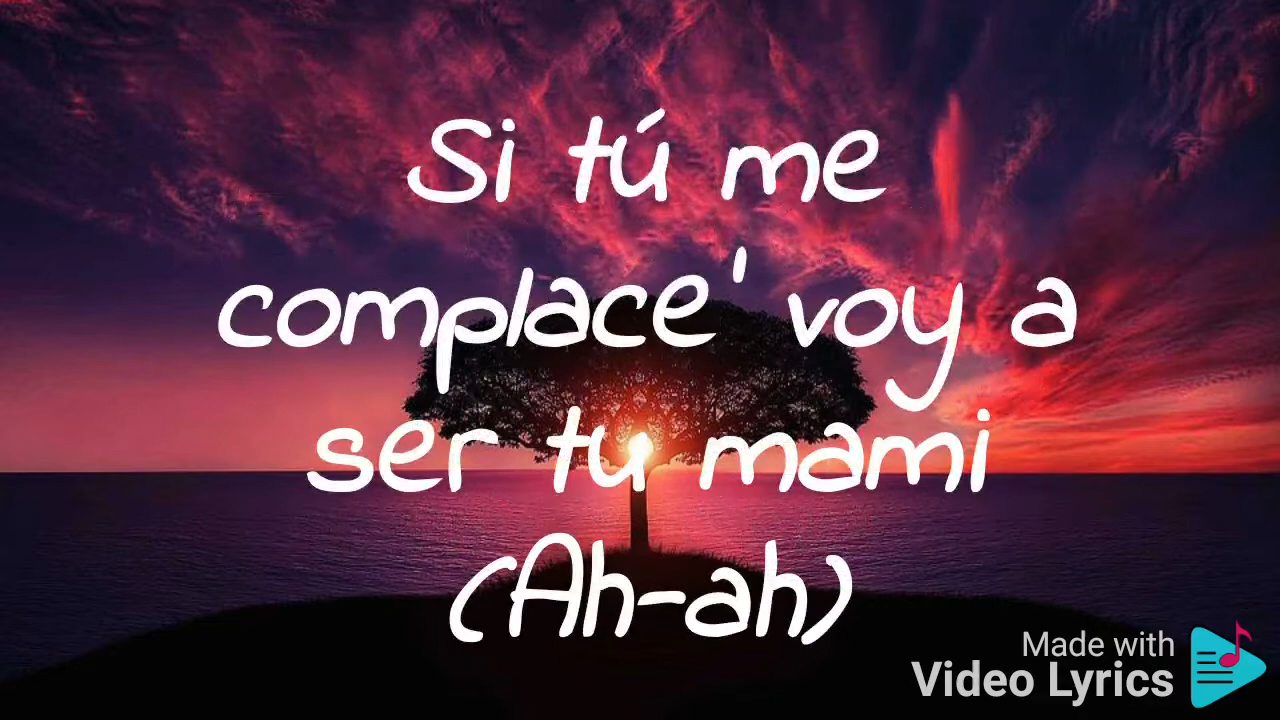 Si tú me
complace' voy a
ser tu mami
(Ah-ah)
Made with
Video Lyrics